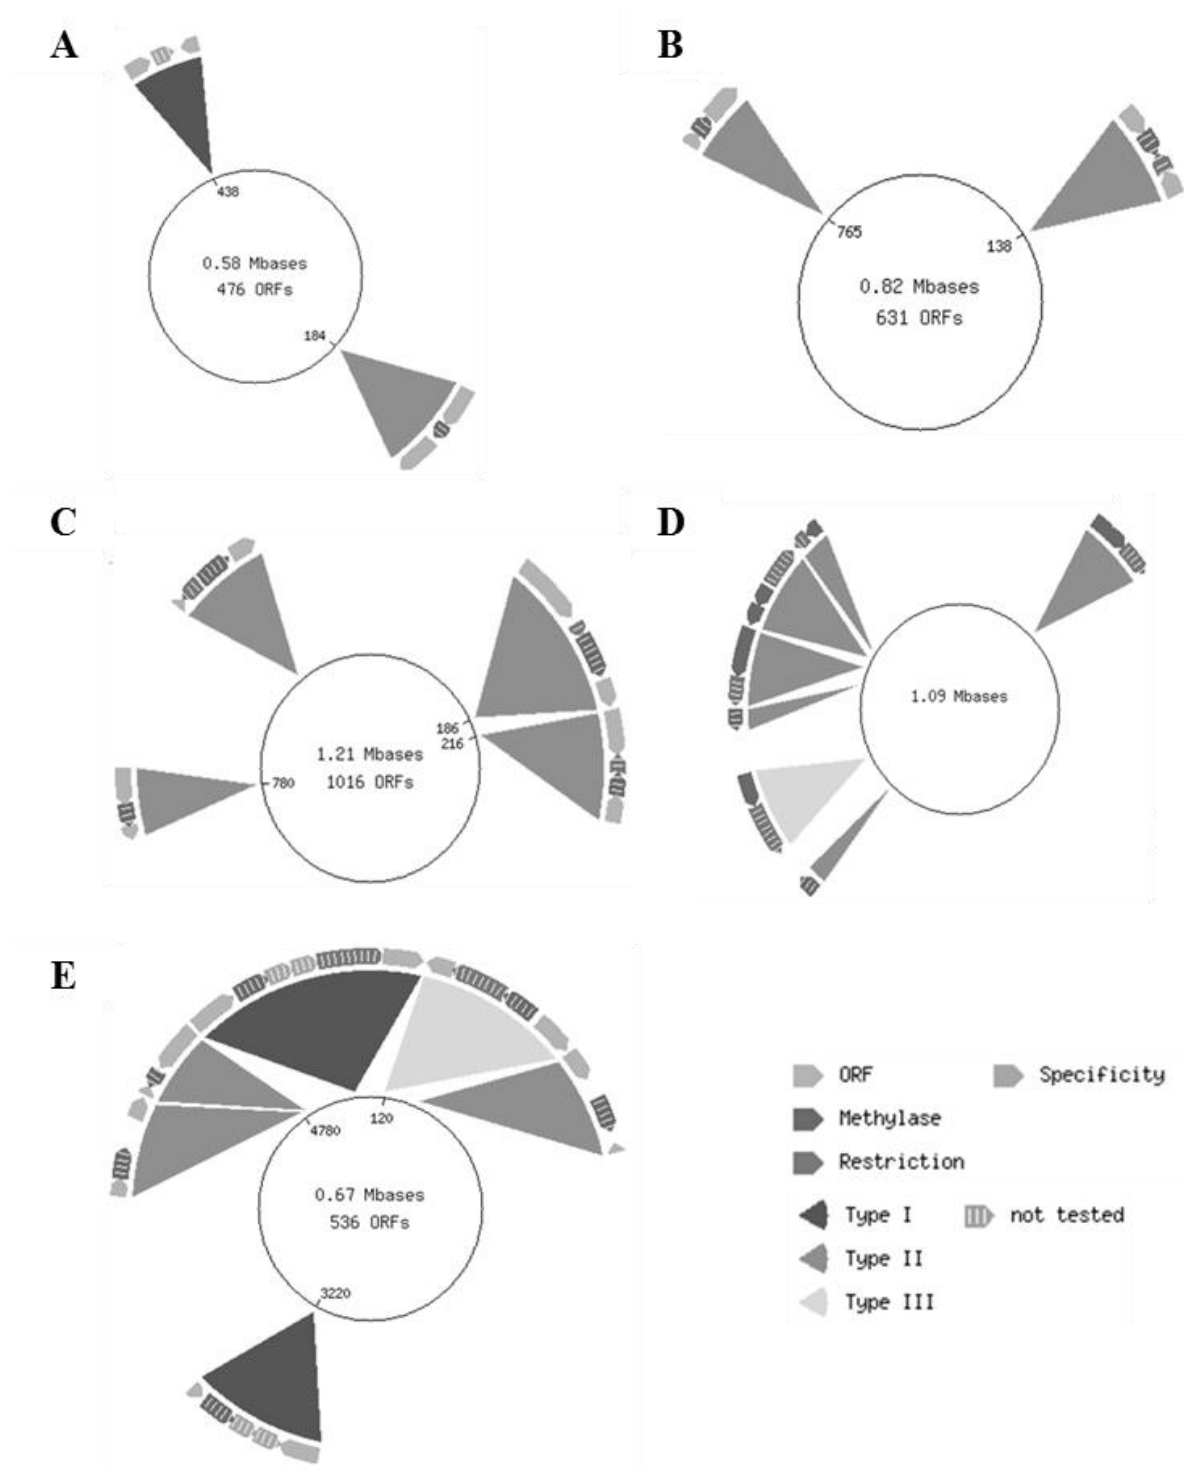 A
438
0.58 Mbases
476 ORFs
184
B
765
138
0.82 Mbases
631 ORFs
C
186
216
1.21 Mbases
780
1016 ORFs
D
1.09 Mbases
E
4780
120
0.67 Mbases
536 ORFs
3220
ORF
Specificity
Methylase
Restriction
Type I
not tested
Type II
Type III